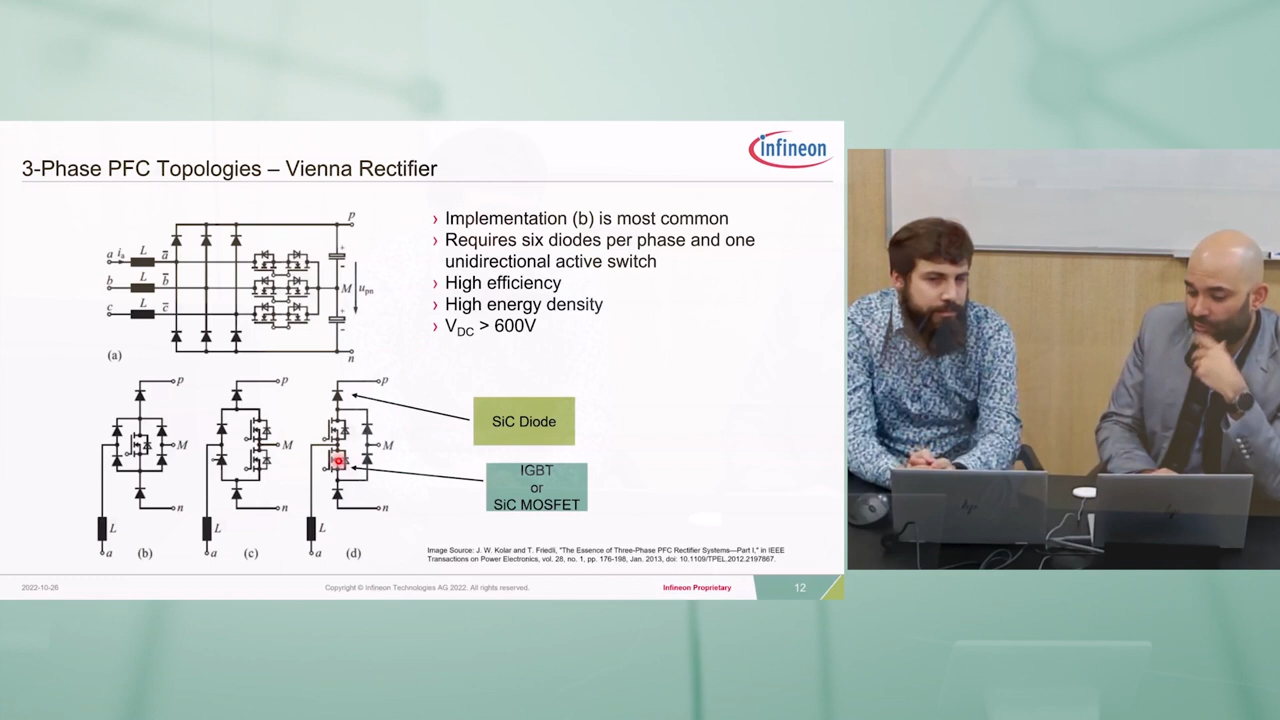 infineon
3-Phase PFC Topologies – Vienna Rectifier
› Implementation (b) is most common
› Requires six diodes per phase and one
unidirectional active switch
› High efficiency
› High energy density
› VDC > 600V
p
a ia L a̅
b L b̅ M upn
c L c̅
+
−
+
−
(a) n
p p p
M M M
n n n
L L L
a (b) a (c) a (d)
SiC Diode
IGBT
or
SiC MOSFET
Image Source: J. W. Kolar and T. Friedli, "The Essence of Three-Phase PFC Rectifier Systems—Part I," in IEEE
Transactions on Power Electronics, vol. 28, no. 1, pp. 176-198, Jan. 2013, doi: 10.1109/TPEL.2012.2197867.
2022-10-26 Copyright © Infineon Technologies AG 2022. All rights reserved. Infineon Proprietary 12
hp